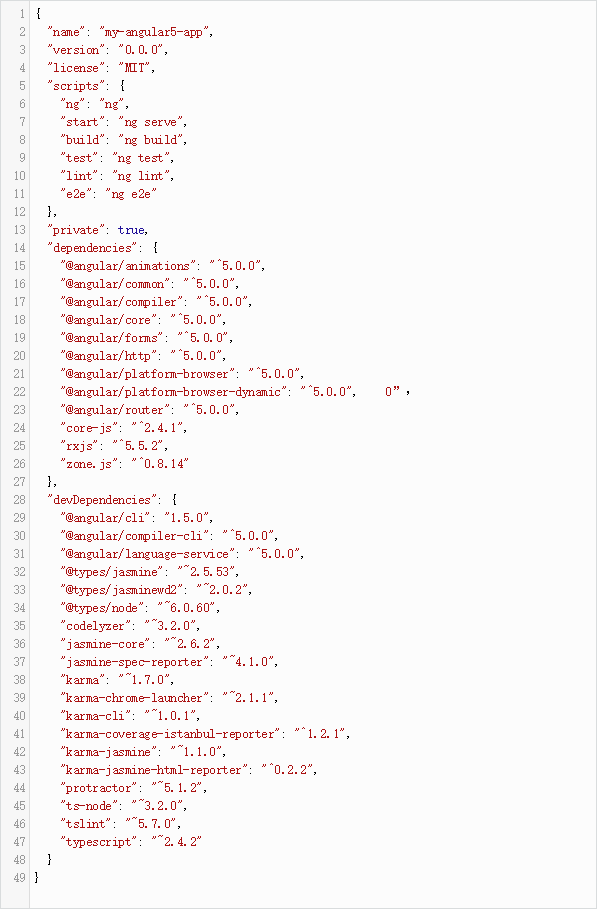 1 {
2   "name": "my-angular5-app",
3   "version": "0.0.0",
4   "license": "MIT",
5   "scripts": {
6     "ng": "ng",
7     "start": "ng serve",
8     "build": "ng build",
9     "test": "ng test",
10     "lint": "ng lint",
11     "e2e": "ng e2e"
12   },
13   "private": true,
14   "dependencies": {
15     "@angular/animations": "^5.0.0",
16     "@angular/common": "^5.0.0",
17     "@angular/compiler": "^5.0.0",
18     "@angular/core": "^5.0.0",
19     "@angular/forms": "^5.0.0",
20     "@angular/http": "^5.0.0",
21     "@angular/platform-browser": "^5.0.0",
22     "@angular/platform-browser-dynamic": "^5.0.0",    0”，
23     "@angular/router": "^5.0.0",
24     "core-js": "^2.4.1",
25     "rxjs": "^5.5.2",
26     "zone.js": "^0.8.14"
27   },
28   "devDependencies": {
29     "@angular/cli": "1.5.0",
30     "@angular/compiler-cli": "^5.0.0",
31     "@angular/language-service": "^5.0.0",
32     "@types/jasmine": "~2.5.53",
33     "@types/jasminewd2": "~2.0.2",
34     "@types/node": "~6.0.60",
35     "codelyzer": "~3.2.0",
36     "jasmine-core": "~2.6.2",
37     "jasmine-spec-reporter": "~4.1.0",
38     "karma": "~1.7.0",
39     "karma-chrome-launcher": "~2.1.1",
40     "karma-cli": "~1.0.1",
41     "karma-coverage-istanbul-reporter": "^1.2.1",
42     "karma-jasmine": "~1.1.0",
43     "karma-jasmine-html-reporter": "^0.2.2",
44     "protractor": "~5.1.2",
45     "ts-node": "~3.2.0",
46     "tslint": "~5.7.0",
47     "typescript": "~2.4.2"
48   }
49 }